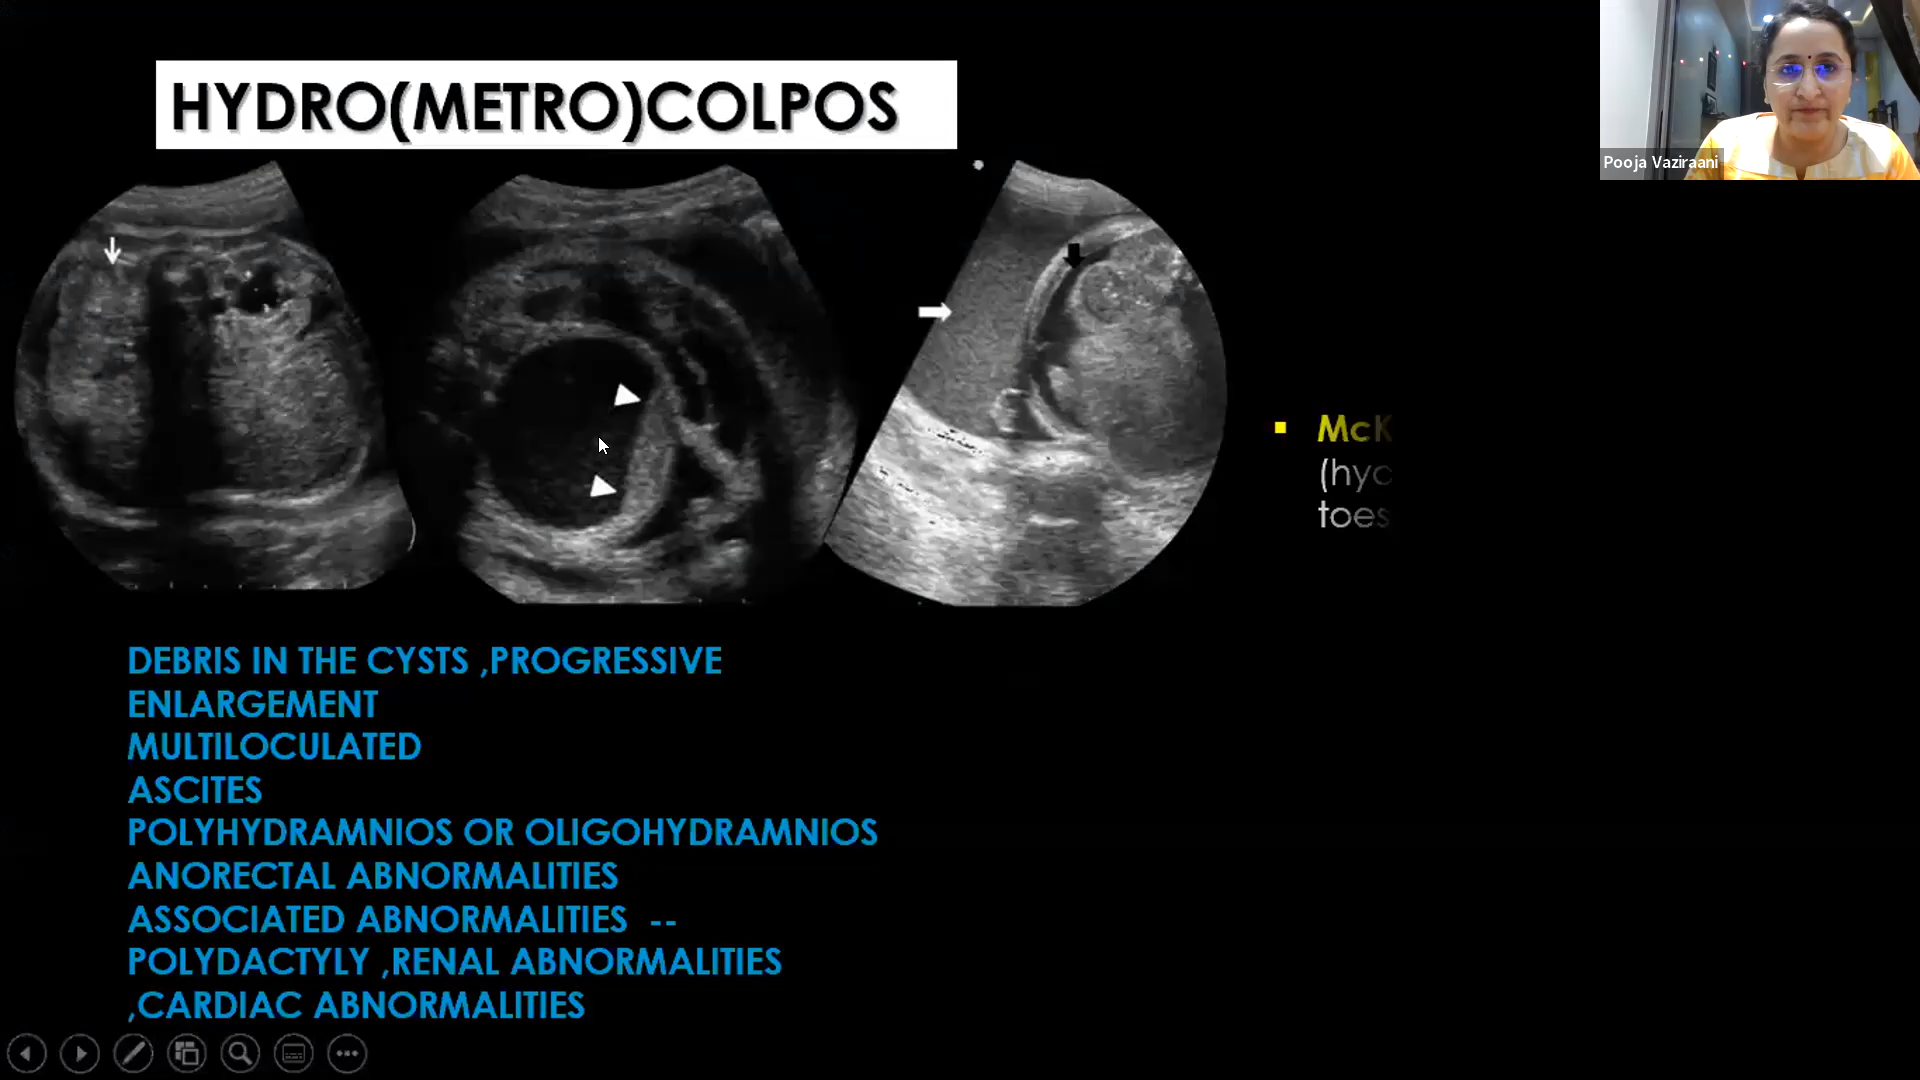 HYDRO(METRO)COLPOS
Pooja Vaziraani
McK
(hyc
toes
DEBRIS IN THE CYSTS ,PROGRESSIVE
ENLARGEMENT
MULTILOCULATED
ASCITES
POLYHYDRAMNIOS OR OLIGOHYDRAMNIOS
ANORECTAL ABNORMALITIES
ASSOCIATED ABNORMALITIES --
POLYDACTYLY ,RENAL ABNORMALITIES
,CARDIAC ABNORMALITIES